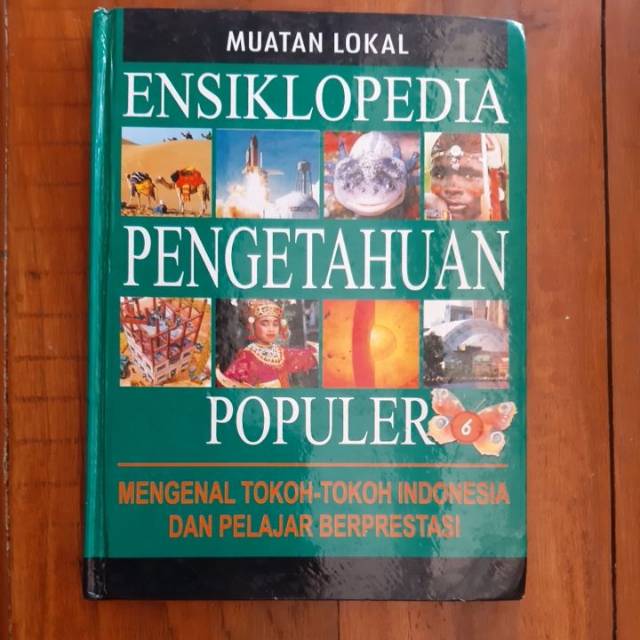 MUATAN LOKAL
ENSIKLOPEDIA
PENGETAHUAN
POPULER
6
MENGENAL TOKOH-TOKOH INDONESIA
DAN PELAJAR BERPRESTASI